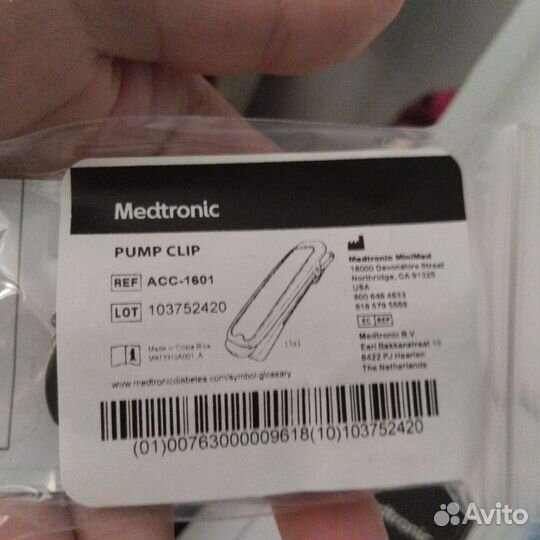 Medtronic
PUMP CLIP
REF ACC-1601
LOT 103752420
(1x)
Made in Costa Rica
M973310A001_A
www.medtronicdiabetes.com/symbol-glossary
Medtronic MiniMed
18000 Devonshire Street
Northridge, CA 91325
USA
800 646 4633
818 576 5555
EC REP
Medtronic B.V.
Earl Bakkenstraat 10
6422 PJ Heerlen
The Netherlands
(01)00763000009618(10)103752420
Medtronic
Avito